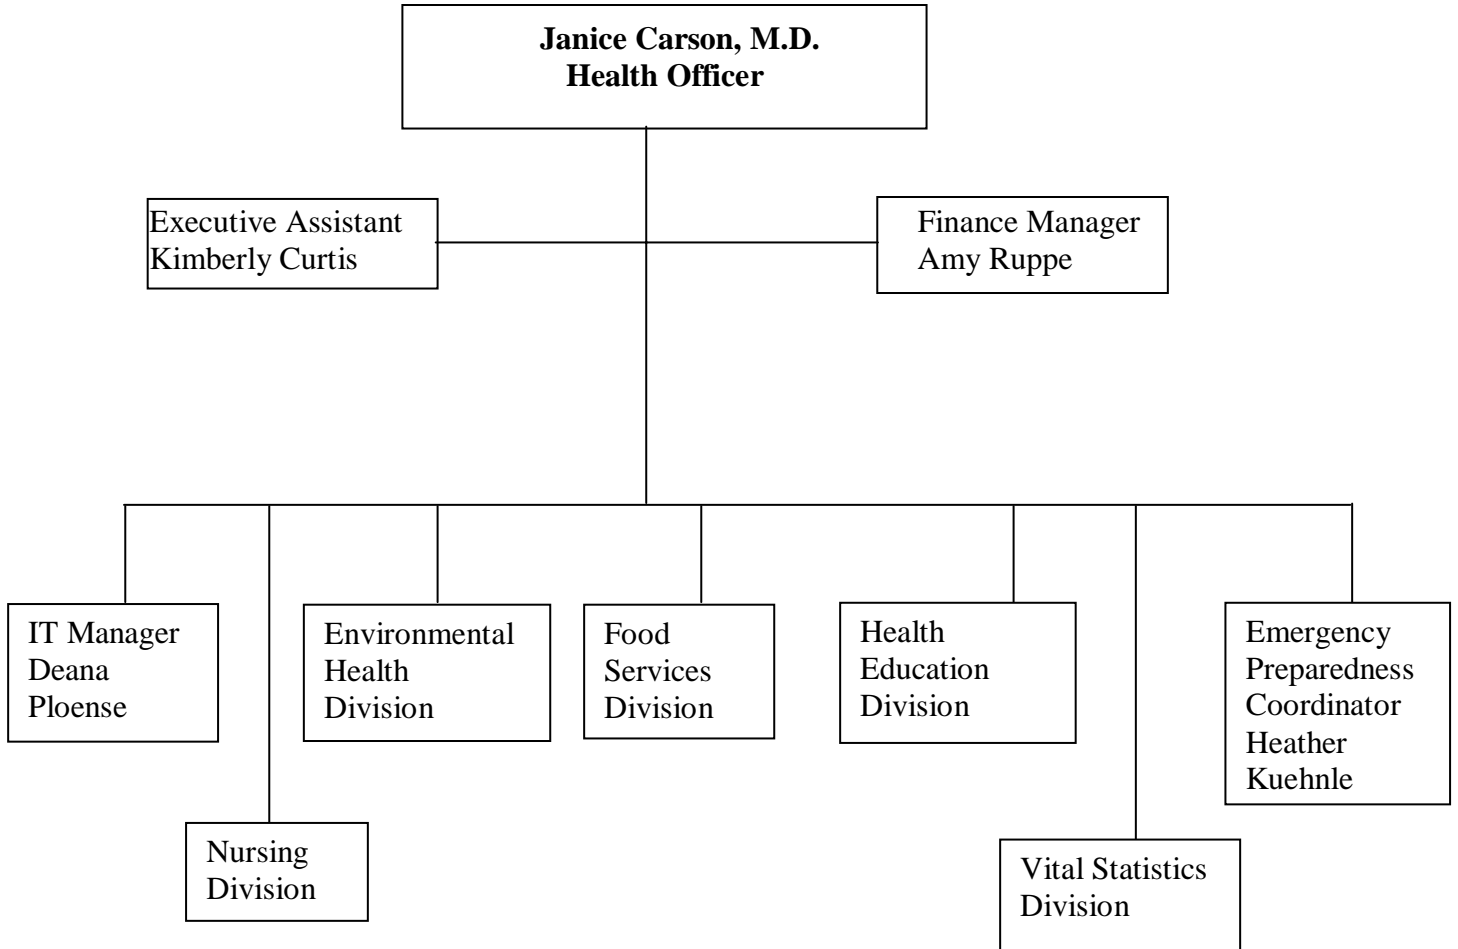 Janice Carson, M.D.
Health Officer
Executive Assistant
Kimberly Curtis
Finance Manager
Amy Ruppe
IT Manager
Deana
Ploense
Environmental
Health
Division
Food
Services
Division
Health
Education
Division
Emergency
Preparedness
Coordinator
Heather
Kuehnle
Nursing
Division
Vital Statistics
Division